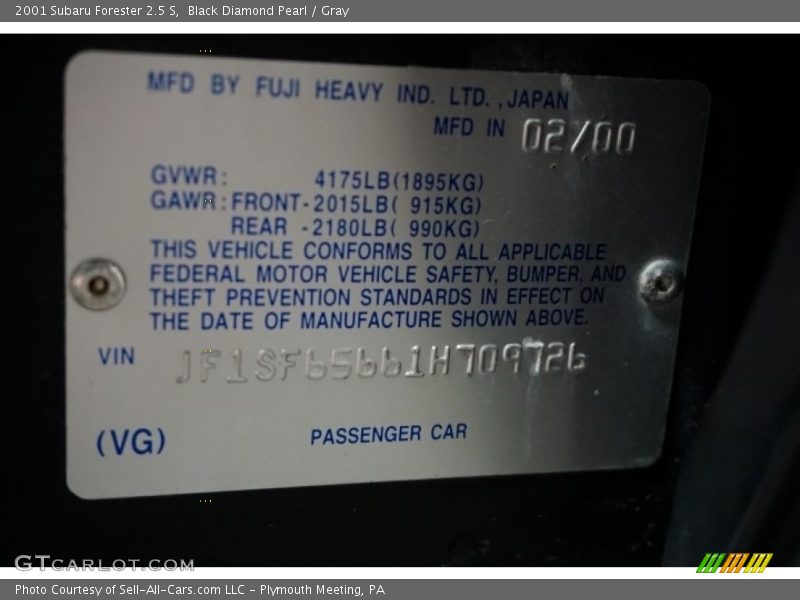 2001 Subaru Forester 2.5 S, Black Diamond Pearl / Gray
MFD BY FUJI HEAVY IND. LTD., JAPAN
MFD IN 02/00
GVWR: 4175LB(1895KG)
GAWR: FRONT-2015LB( 915KG)
REAR -2180LB( 990KG)
THIS VEHICLE CONFORMS TO ALL APPLICABLE
FEDERAL MOTOR VEHICLE SAFETY, BUMPER, AND
THEFT PREVENTION STANDARDS IN EFFECT ON
THE DATE OF MANUFACTURE SHOWN ABOVE.
VIN JF1SF65661H709726
(VG) PASSENGER CAR
GTCARLOT.COM
Photo Courtesy of Sell-All-Cars.com LLC – Plymouth Meeting, PA